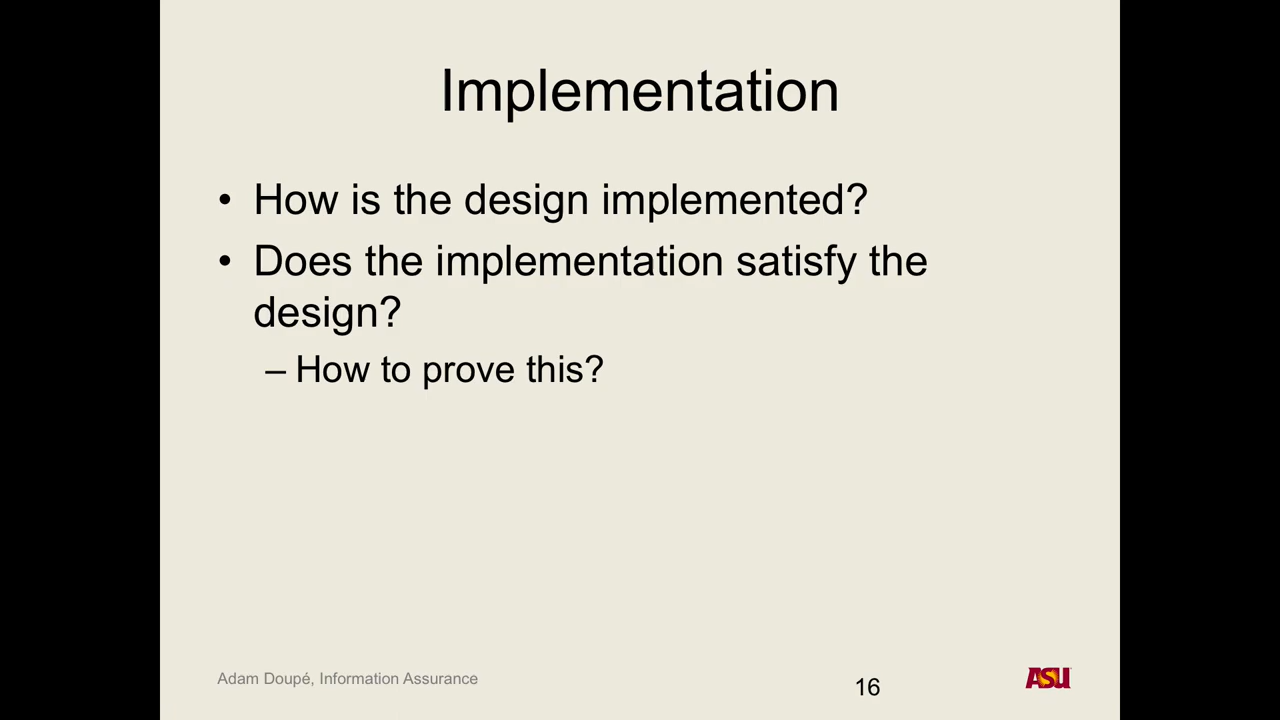 Implementation
• How is the design implemented?
• Does the implementation satisfy the
design?
– How to prove this?
Adam Doupé, Information Assurance
16
ASU